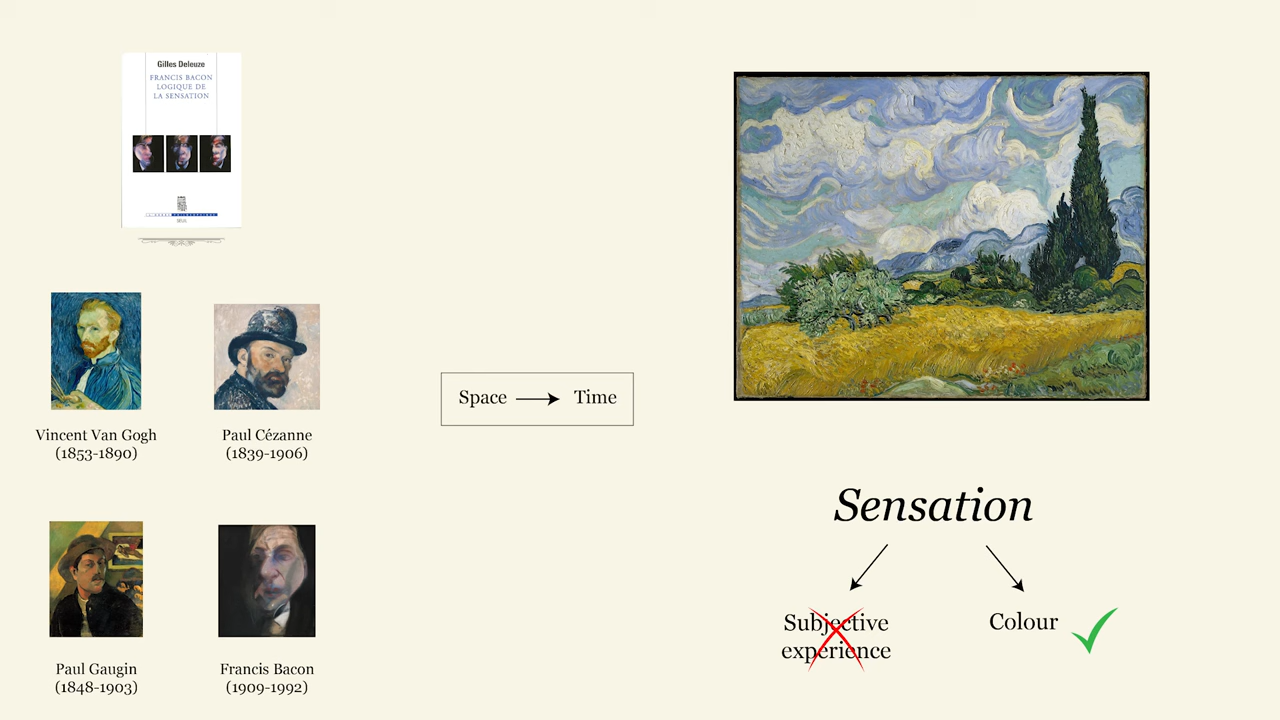 Gilles Deleuze
FRANCIS BACON
LOGIQUE DE
LA SENSATION
Vincent Van Gogh
(1853-1890)
Paul Cézanne
(1839-1906)
Space
Time
Paul Gaugin
(1848-1903)
Francis Bacon
(1909-1992)
Sensation
Subjective
experience
Colour